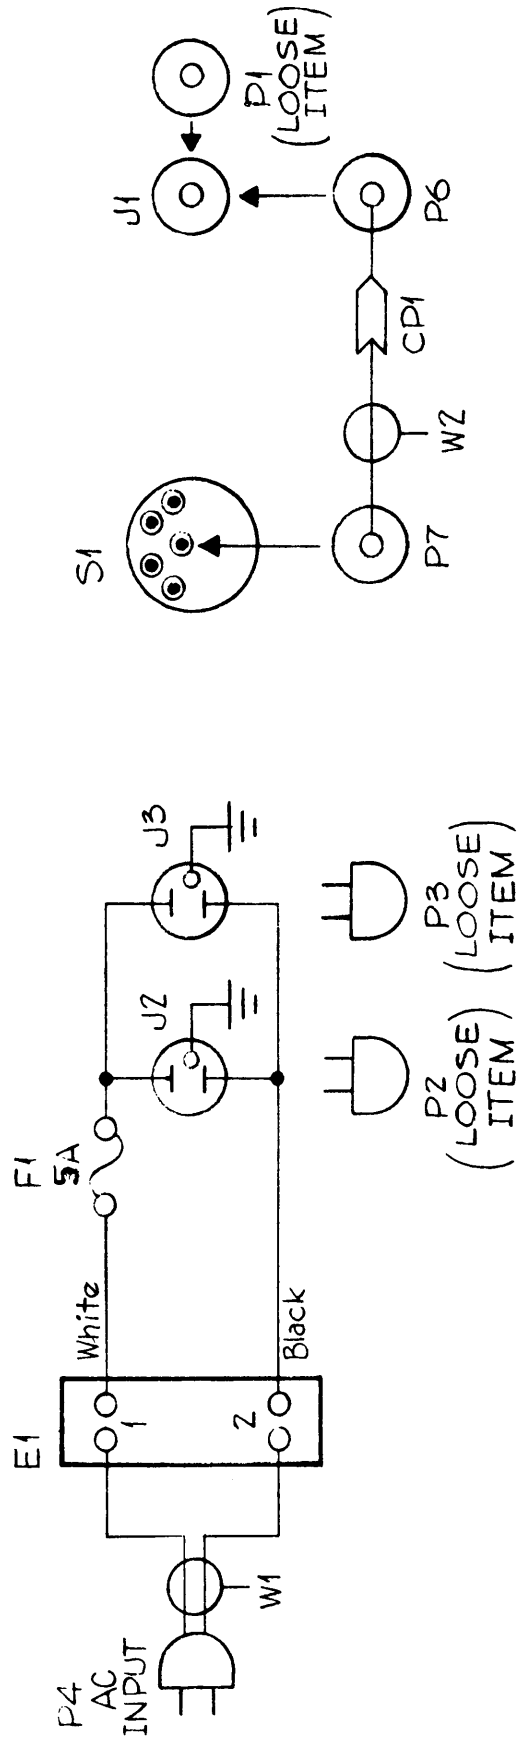 P4
AC
INPUT
W1
E1
1
2
White
Black
F1
5A
J2
J3
P2
(LOOSE
ITEM)
P3
(LOOSE
ITEM)
S1
P7
W2
CP1
P6
J1
P1
(LOOSE
ITEM)